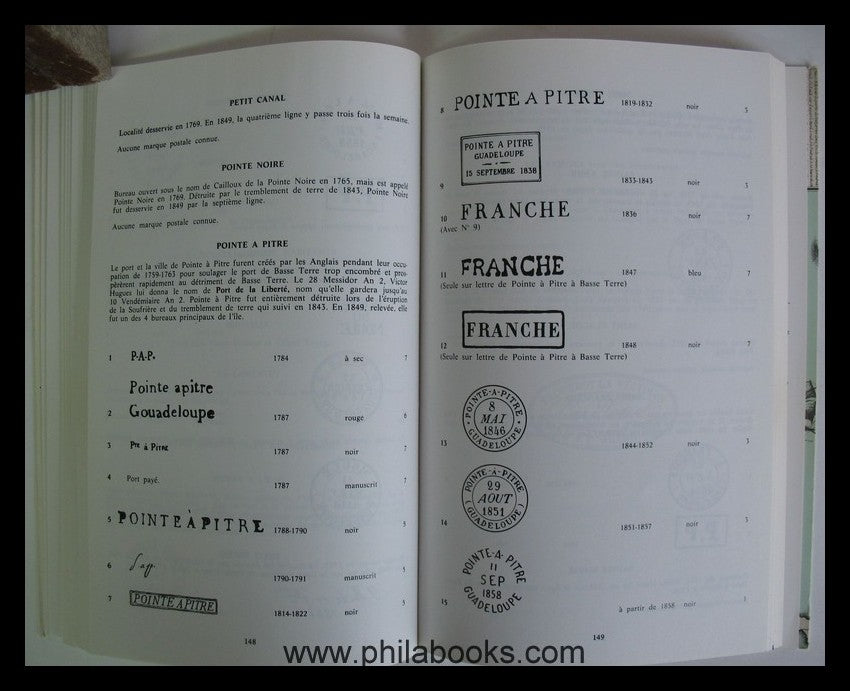 PETIT CANAL
Localité desservie en 1769. En 1849, la quatrième ligne y passe trois fois la semaine.
Aucune marque postale connue.
POINTE NOIRE
Bureau ouvert sous le nom de Cailloux de la Pointe Noire en 1765, mais est appelé
Pointe Noire en 1769. Détruite par le tremblement de terre de 1843, Pointe Noire
fut desservie en 1849 par la septième ligne.
Aucune marque postale connue.
POINTE A PITRE
Le port et la ville de Pointe à Pitre furent créés par les Anglais pendant leur occu-
pation de 1759-1763 pour soulager le port de Basse Terre trop encombré et pros-
pérèrent rapidement au détriment de Basse Terre. Le 28 Messidor An 2, Victor
Hugues lui donna le nom de Port de la Liberté, nom qu'elle gardera jusqu'au
10 Vendémiaire An 2. Pointe à Pitre fut entièrement détruite lors de l'éruption
de la Soufrière et du tremblement de terre qui suivi en 1843. En 1849, relevée, elle
fut un des 4 bureaux principaux de l'île.
1 P.A.P. 1784 à sec 7
Pointe apitre
2 Gouadeloupe 1787 rouge 6
3 Pte à PITRE 1787 noir 7
4 Port payé. 1787 manuscrit 7
5 POINTE À PITRE 1788-1790 noir 5
6 1790-1791 manuscrit 5
7 POINTE A PITRE 1814-1822 noir 5
148
8 POINTE A PITRE 1819-1832 noir 5
POINTE A PITRE
GUADELOUPE
15 SEPTEMBRE 1838
9 1833-1843 noir 3
10 FRANCHE 1836 noir 7
(Avec N° 9)
11 FRANCHE 1847 bleu 7
(Seule sur lettre de Pointe à Pitre à Basse Terre)
FRANCHE
12 1848 noir 7
(Seule sur lettre de Pointe à Pitre à Basse Terre)
POINTE-A-PITRE
8
MAI
1846
GUADELOUPE
13 1844-1852 noir 3
POINTE-A-PITRE
29
AOUT
1851
(GUADELOUPE)
14 1851-1857 noir 3
POINTE-A-PITRE
11
SEP
1858
GUADELOUPE
15 à partir de 1858 noir 1
149
www.philabooks.com